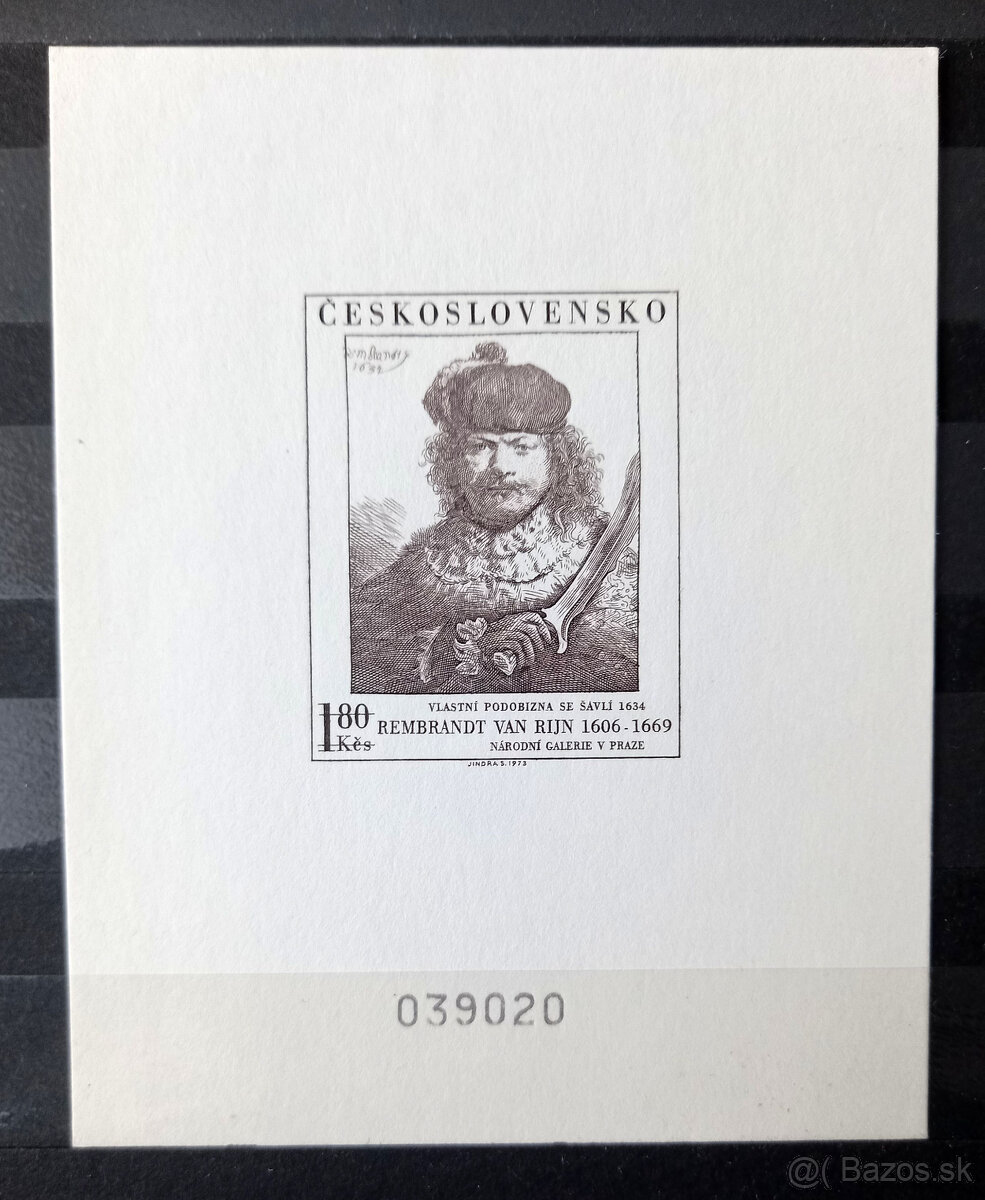 ČESKOSLOVENSKO
1634
1 80 Kčs
VLASTNÍ PODOBIZNA SE ŠAVLÍ 1634
REMBRANDT VAN RIJN 1606-1669
NÁRODNÍ GALERIE V PRAZE
JINDRA S. 1973
039020
@( Bazos.sk